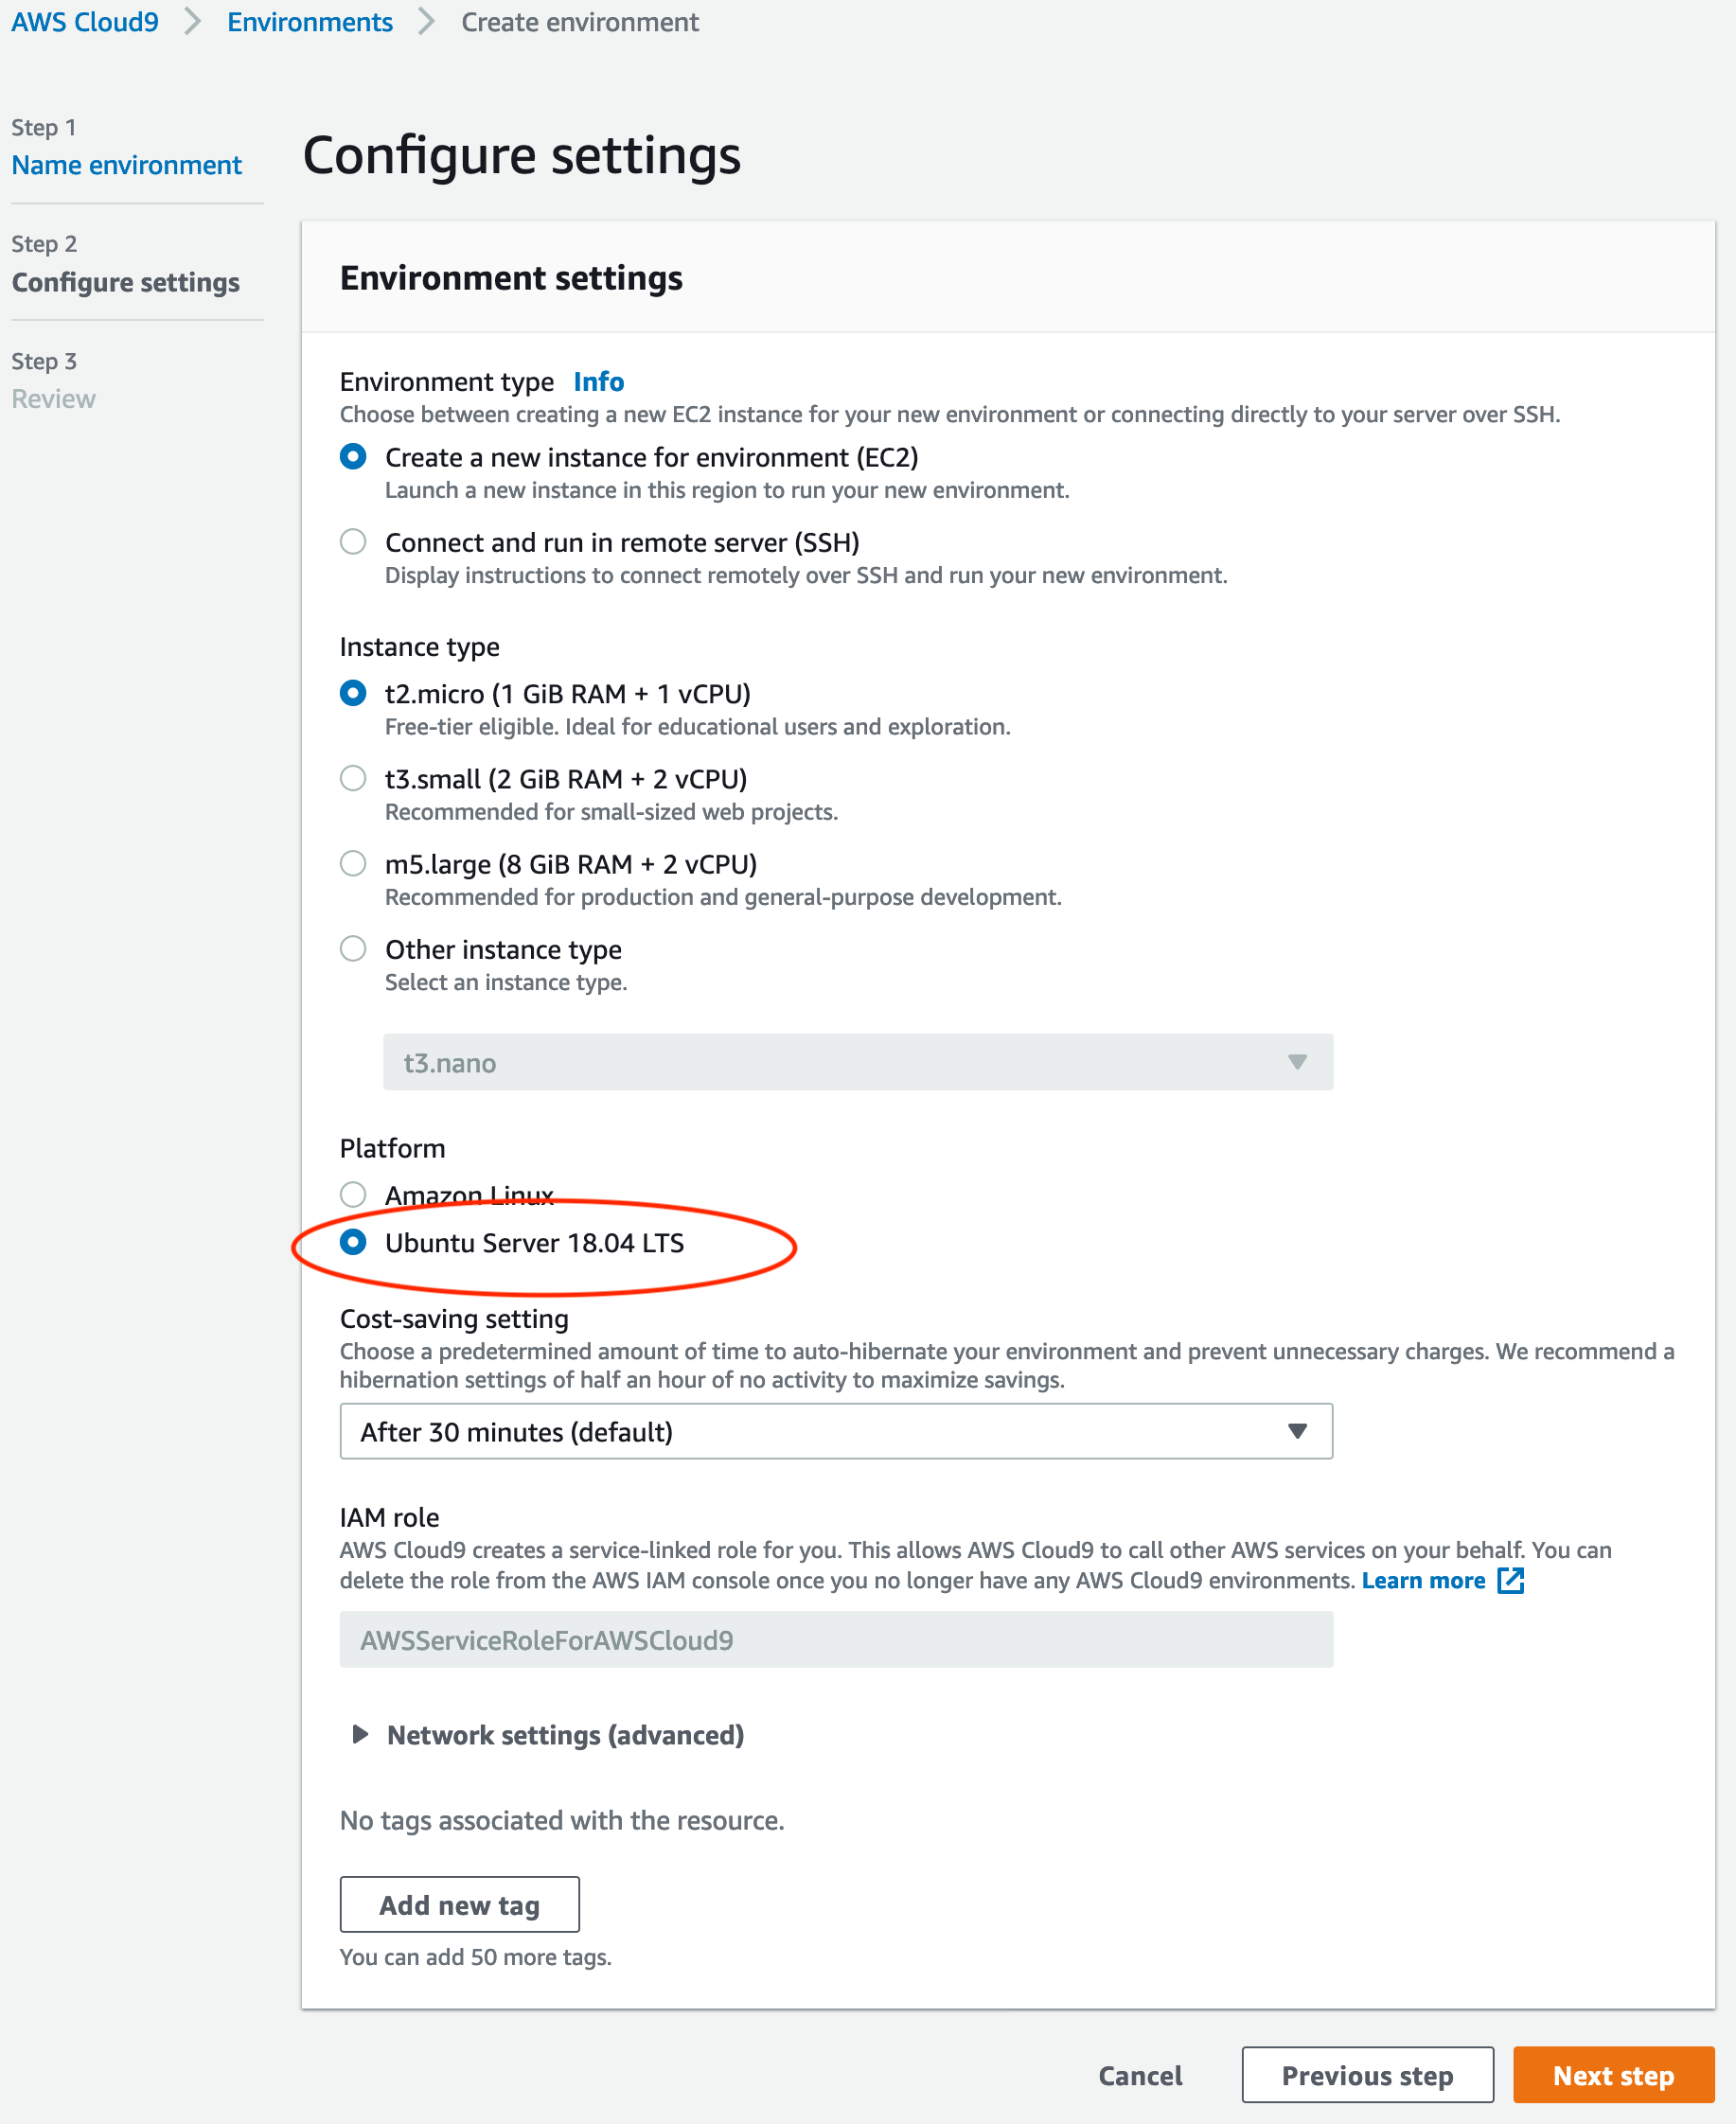 AWS Cloud9 Environments Create environment
Step 1
Name environment
Step 2
Configure settings
Step 3
Review
Configure settings
Environment settings
Environment type Info
Choose between creating a new EC2 instance for your new environment or connecting directly to your server over SSH.
Create a new instance for environment (EC2)
Launch a new instance in this region to run your new environment.
Connect and run in remote server (SSH)
Display instructions to connect remotely over SSH and run your new environment.
Instance type
t2.micro (1 GiB RAM + 1 vCPU)
Free-tier eligible. Ideal for educational users and exploration.
t3.small (2 GiB RAM + 2 vCPU)
Recommended for small-sized web projects.
m5.large (8 GiB RAM + 2 vCPU)
Recommended for production and general-purpose development.
Other instance type
Select an instance type.
t3.nano
Platform
Amazon Linux
Ubuntu Server 18.04 LTS
Cost-saving setting
Choose a predetermined amount of time to auto-hibernate your environment and prevent unnecessary charges. We recommend a
hibernation settings of half an hour of no activity to maximize savings.
After 30 minutes (default)
IAM role
AWS Cloud9 creates a service-linked role for you. This allows AWS Cloud9 to call other AWS services on your behalf. You can
delete the role from the AWS IAM console once you no longer have any AWS Cloud9 environments. Learn more
AWSServiceRoleForAWSCloud9
Network settings (advanced)
No tags associated with the resource.
Add new tag
You can add 50 more tags.
Cancel Previous step Next step